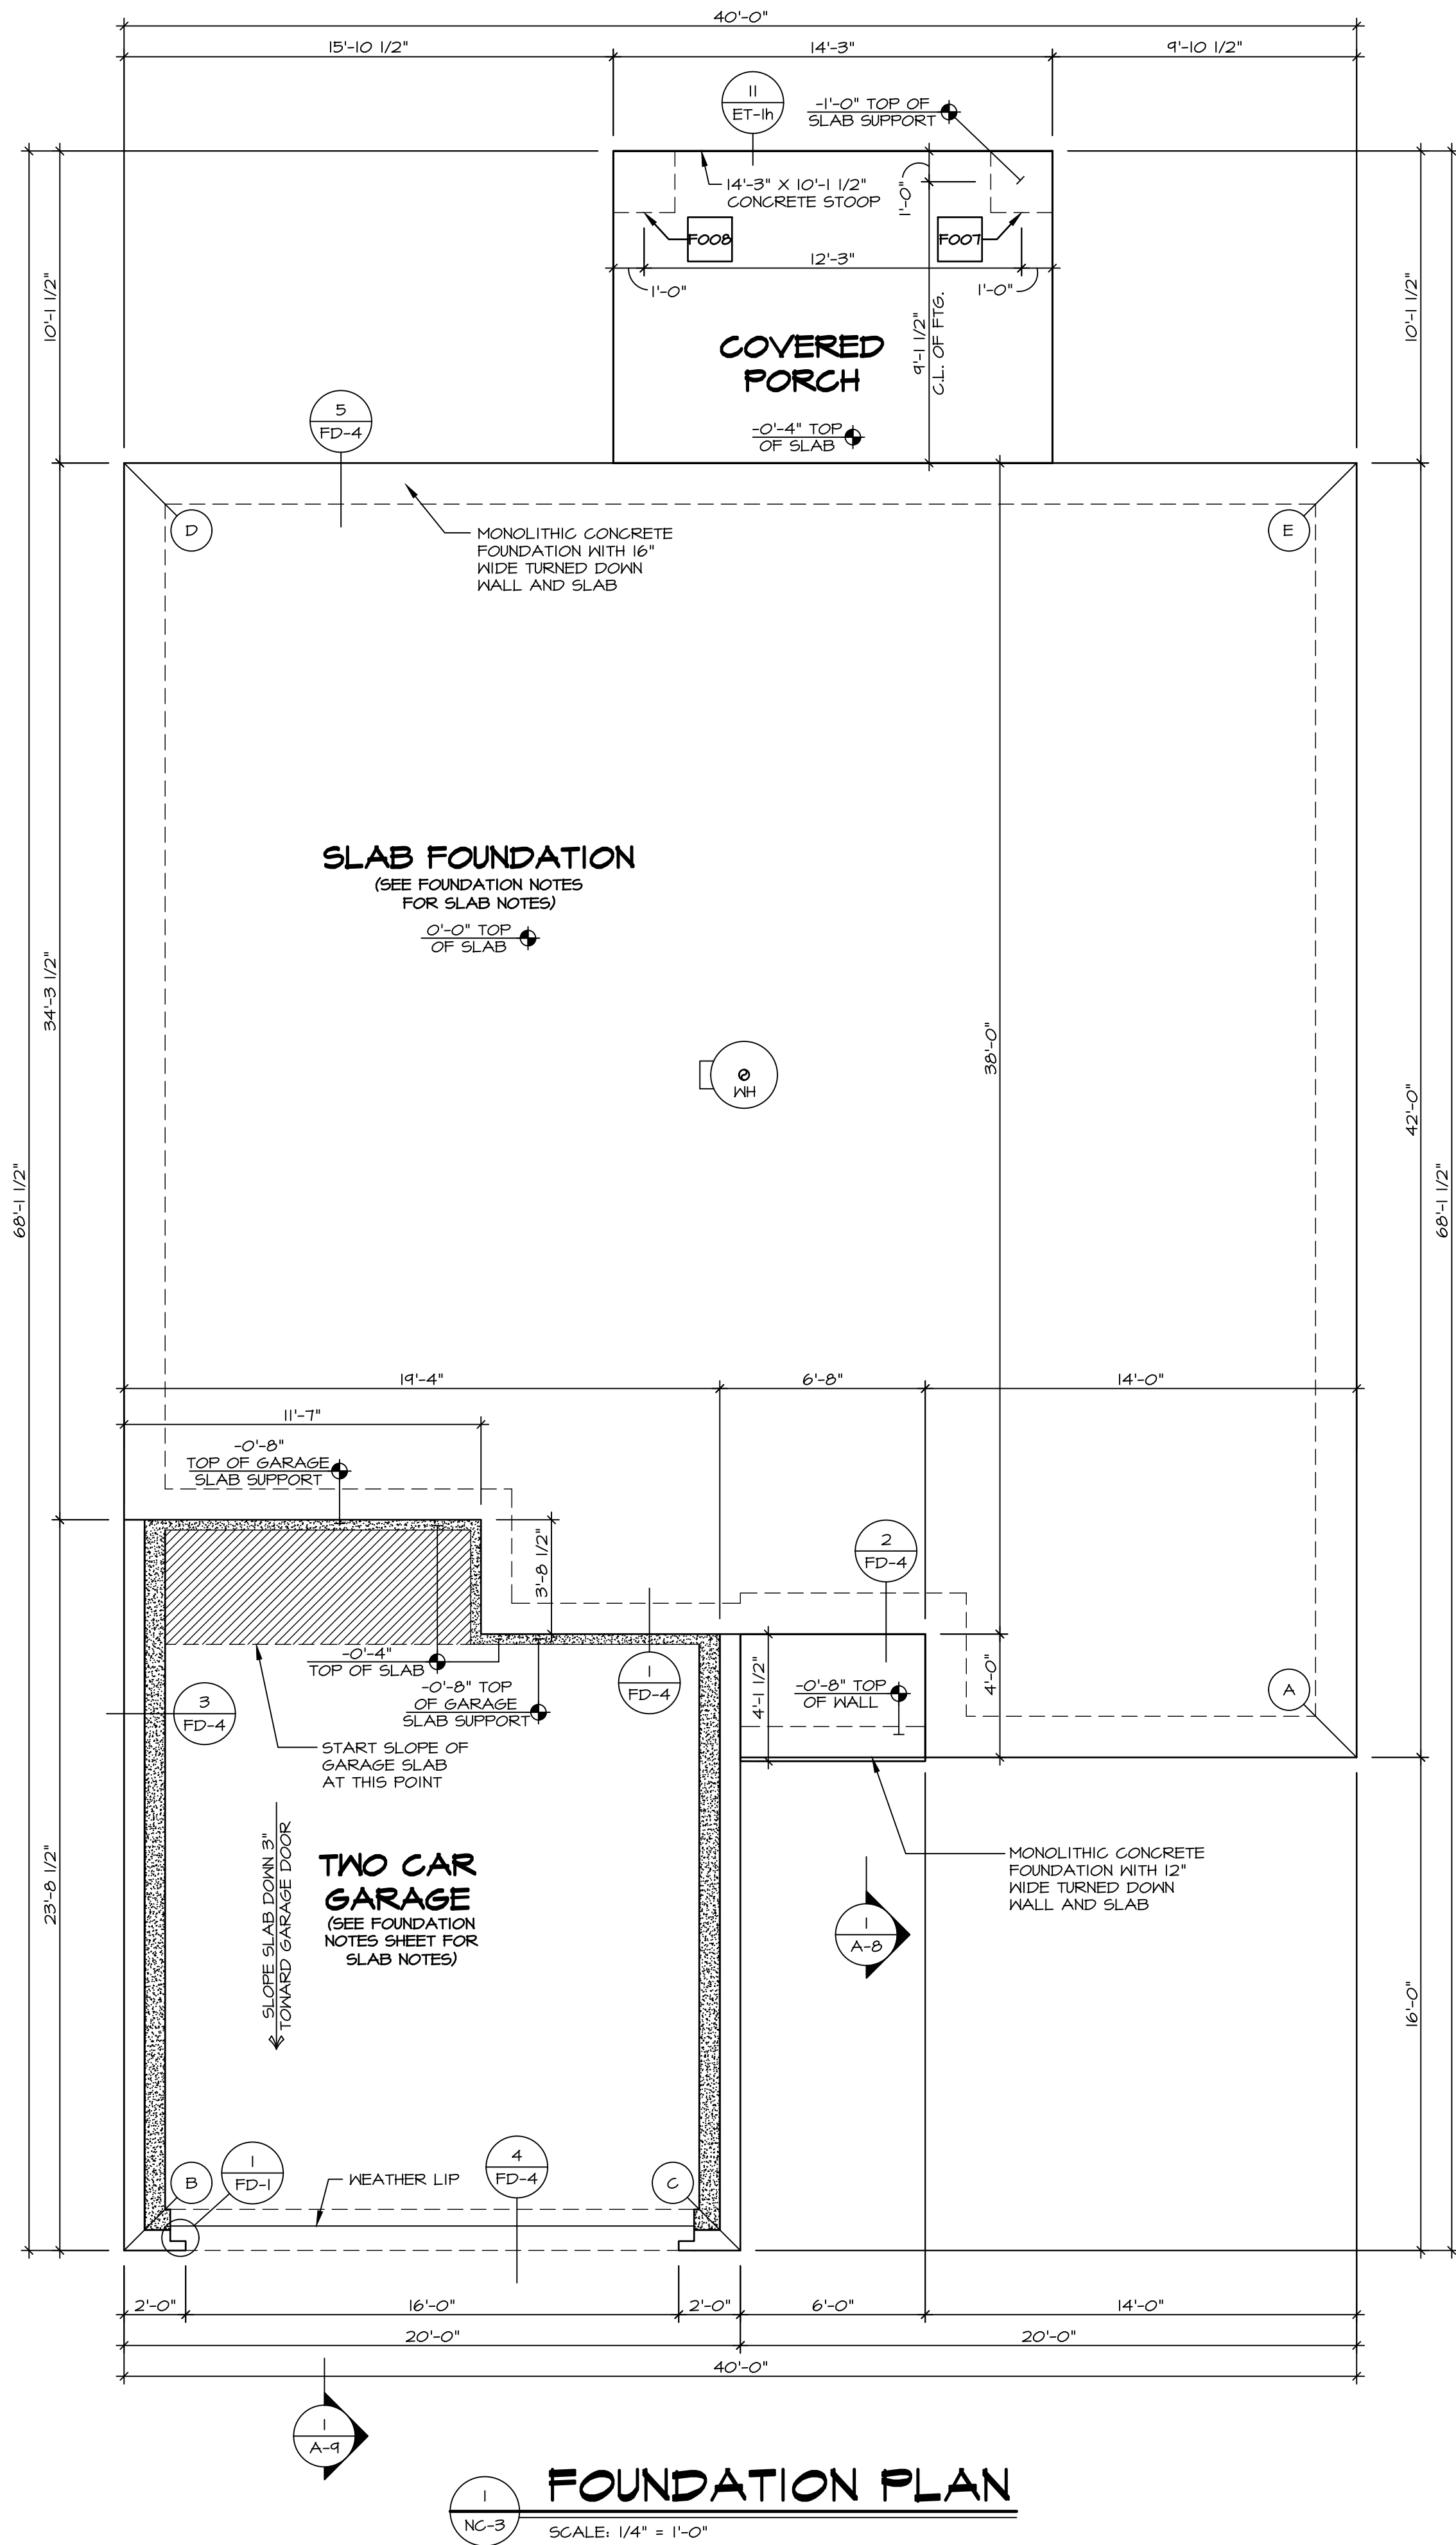 40'-0"
15'-10 1/2"
14'-3"
9'-10 1/2"
11
ET-1h
-1'-0" TOP OF
SLAB SUPPORT
14'-3" X 10'-1 1/2"
CONCRETE STOOP
1'-0"
F008
F007
12'-3"
1'-0"
1'-0"
10'-1 1/2"
10'-1 1/2"
9'-1 1/2"
C.L. OF FTG.
COVERED
PORCH
-0'-4" TOP
OF SLAB
5
FD-4
D
E
MONOLITHIC CONCRETE
FOUNDATION WITH 16"
WIDE TURNED DOWN
WALL AND SLAB
SLAB FOUNDATION
(SEE FOUNDATION NOTES
FOR SLAB NOTES)
0'-0" TOP
OF SLAB
34'-3 1/2"
38'-0"
WH
42'-0"
68'-1 1/2"
68'-1 1/2"
19'-4"
6'-8"
14'-0"
11'-7"
-0'-8"
TOP OF GARAGE
SLAB SUPPORT
3'-8 1/2"
2
FD-4
-0'-4"
TOP OF SLAB
-0'-8" TOP
OF GARAGE
SLAB SUPPORT
1
FD-4
4'-1 1/2"
-0'-8" TOP
OF WALL
4'-0"
A
3
FD-4
START SLOPE OF
GARAGE SLAB
AT THIS POINT
SLOPE SLAB DOWN 3"
TOWARD GARAGE DOOR
TWO CAR
GARAGE
(SEE FOUNDATION
NOTES SHEET FOR
SLAB NOTES)
23'-8 1/2"
MONOLITHIC CONCRETE
FOUNDATION WITH 12"
WIDE TURNED DOWN
WALL AND SLAB
1
A-8
16'-0"
B
1
FD-1
WEATHER LIP
4
FD-4
C
2'-0"
16'-0"
2'-0"
6'-0"
14'-0"
20'-0"
20'-0"
40'-0"
1
A-9
1
NC-3
FOUNDATION PLAN
SCALE: 1/4" = 1'-0"